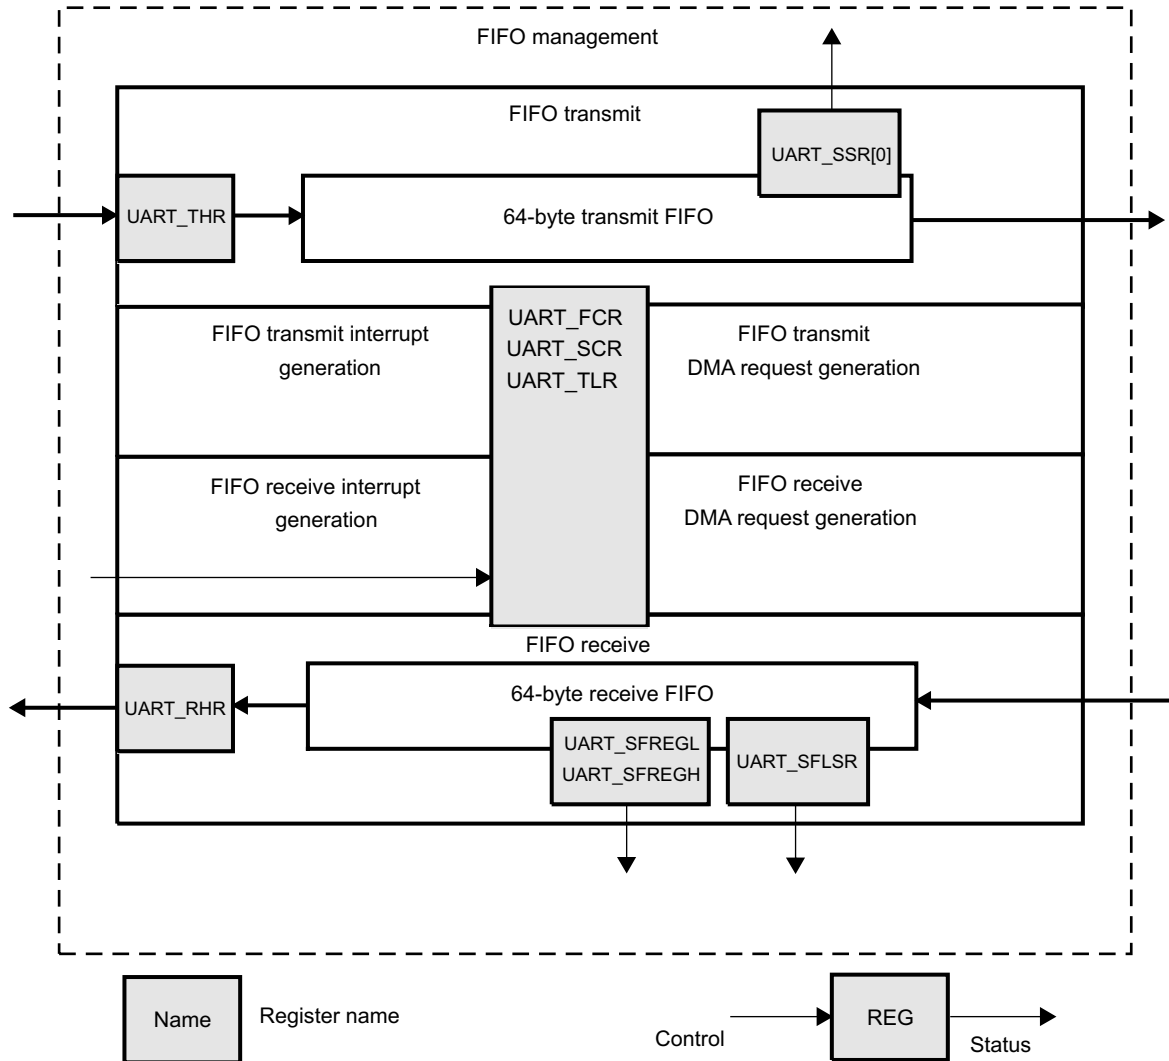 FIFO management
FIFO transmit
UART_SSR[0]
UART_THR
64-byte transmit FIFO
FIFO transmit interrupt
generation
UART_FCR
UART_SCR
UART_TLR
FIFO transmit
DMA request generation
FIFO receive interrupt
generation
FIFO receive
DMA request generation
FIFO receive
UART_RHR
64-byte receive FIFO
UART_SFREGL
UART_SFREGH
UART_SFLSR
Name
Register name
Control
REG
Status